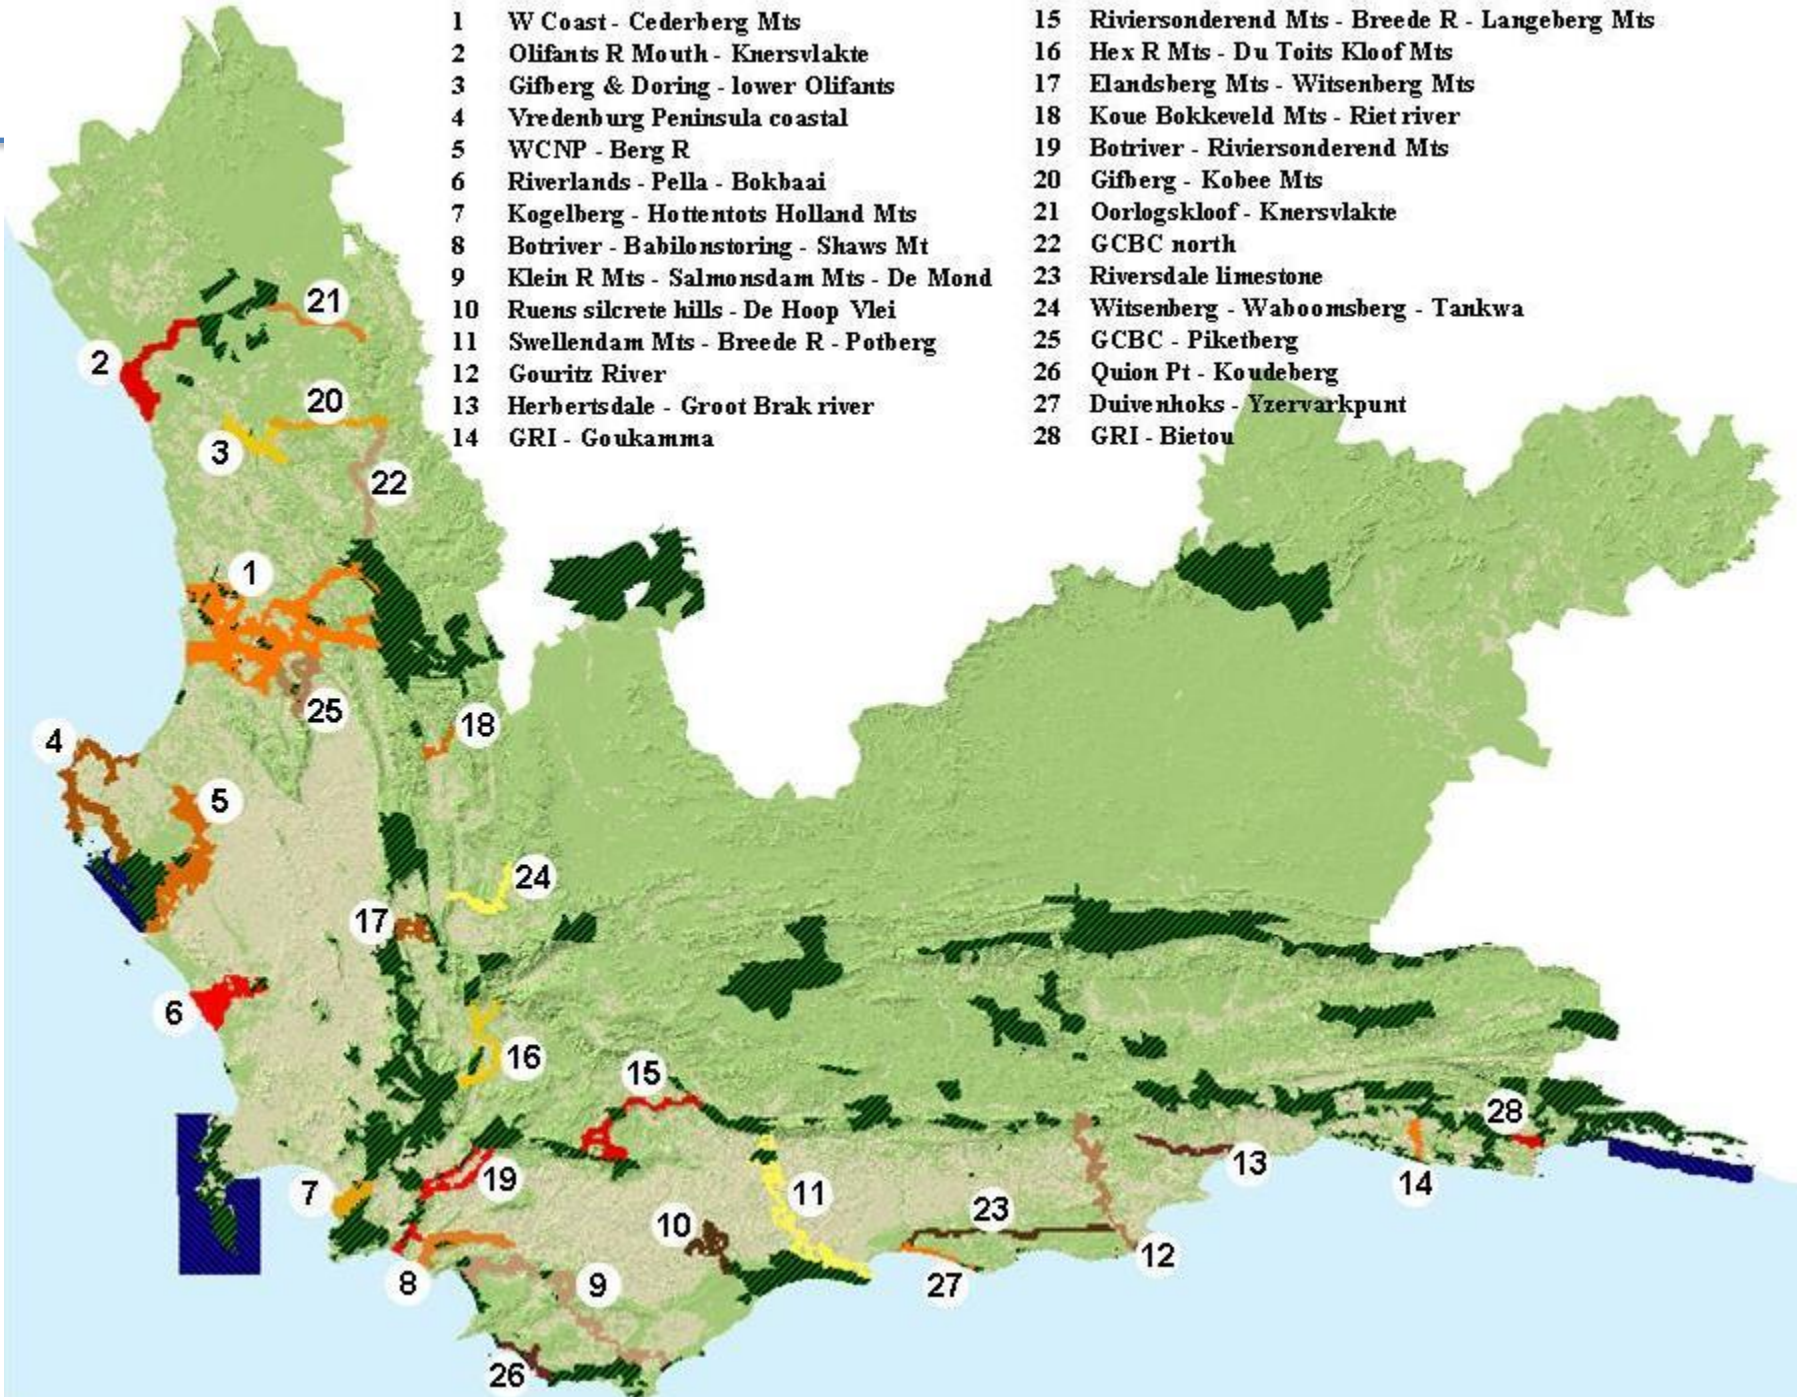 1 W Coast - Cederberg Mts
2 Olifants R Mouth - Knersvlakte
3 Gifberg & Doring - lower Olifants
4 Vredenburg Peninsula coastal
5 WCNP - Berg R
6 Riverlands - Pella - Bokbaai
7 Kogelberg - Hottentots Holland Mts
8 Botriver - Babilonstoring - Shaws Mt
9 Klein R Mts - Salmonsdam Mts - De Mond
10 Ruens silcrete hills - De Hoop Vlei
11 Swellendam Mts - Breede R - Potberg
12 Gouritz River
13 Herbertsdale - Groot Brak river
14 GRI - Goukamma
15 Riviersonderend Mts - Breede R - Langeberg Mts
16 Hex R Mts - Du Toits Kloof Mts
17 Elandsberg Mts - Witsenberg Mts
18 Koue Bokkeveld Mts - Riet river
19 Botriver - Riviersonderend Mts
20 Gifberg - Kobee Mts
21 Oorlogskloof - Knersvlakte
22 GCBC north
23 Riversdale limestone
24 Witsenberg - Waboomsberg - Tankwa
25 GCBC - Piketberg
26 Quion Pt - Koudeberg
27 Duivenhoks - Yzervarkpunt
28 GRI - Bietou
21
2
20
3
22
1
25
18
4
5
24
17
6
16
15
28
7
19
11
13
14
10
23
12
8
9
27
26